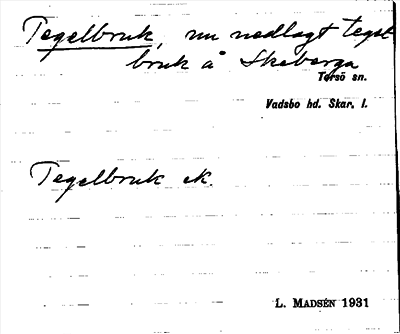 Tegelbruk, nu nedlagt tegel
bruk å Skeberga
Torsö sn.
Vadsbo hd. Skar. l.
Tegelbruk ek.
L. MADSÉN 1931